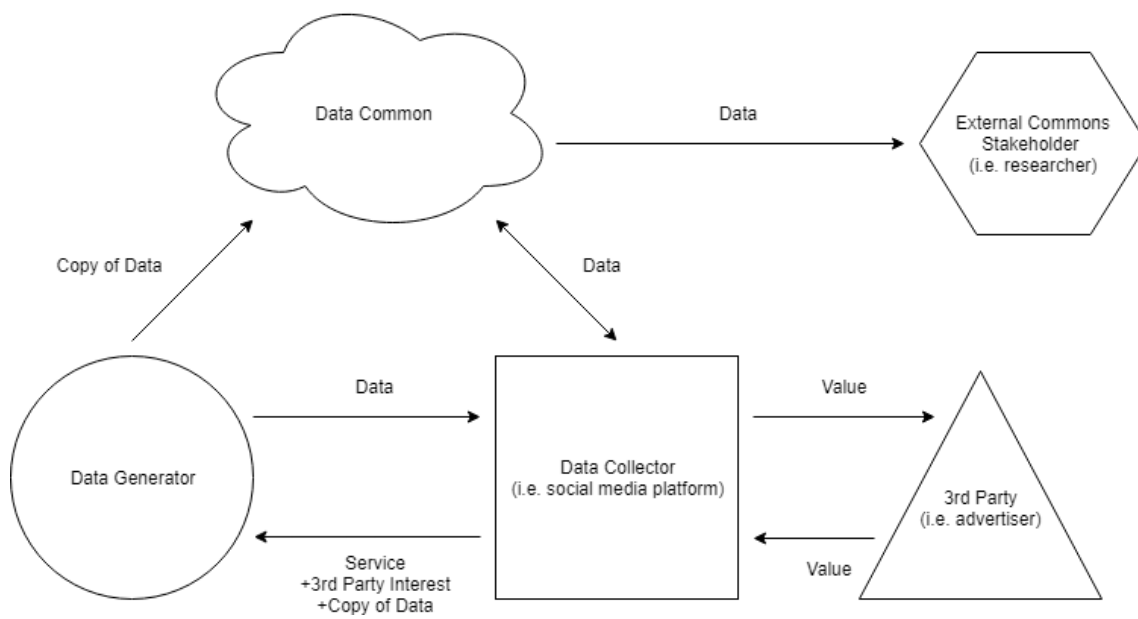 Data Common
Data
External Commons
Stakeholder
(i.e. researcher)
Copy of Data
Data
Data
Value
Data Generator
Data Collector
(i.e. social media platform)
3rd Party
(i.e. advertiser)
Service
+3rd Party Interest
+Copy of Data
Value